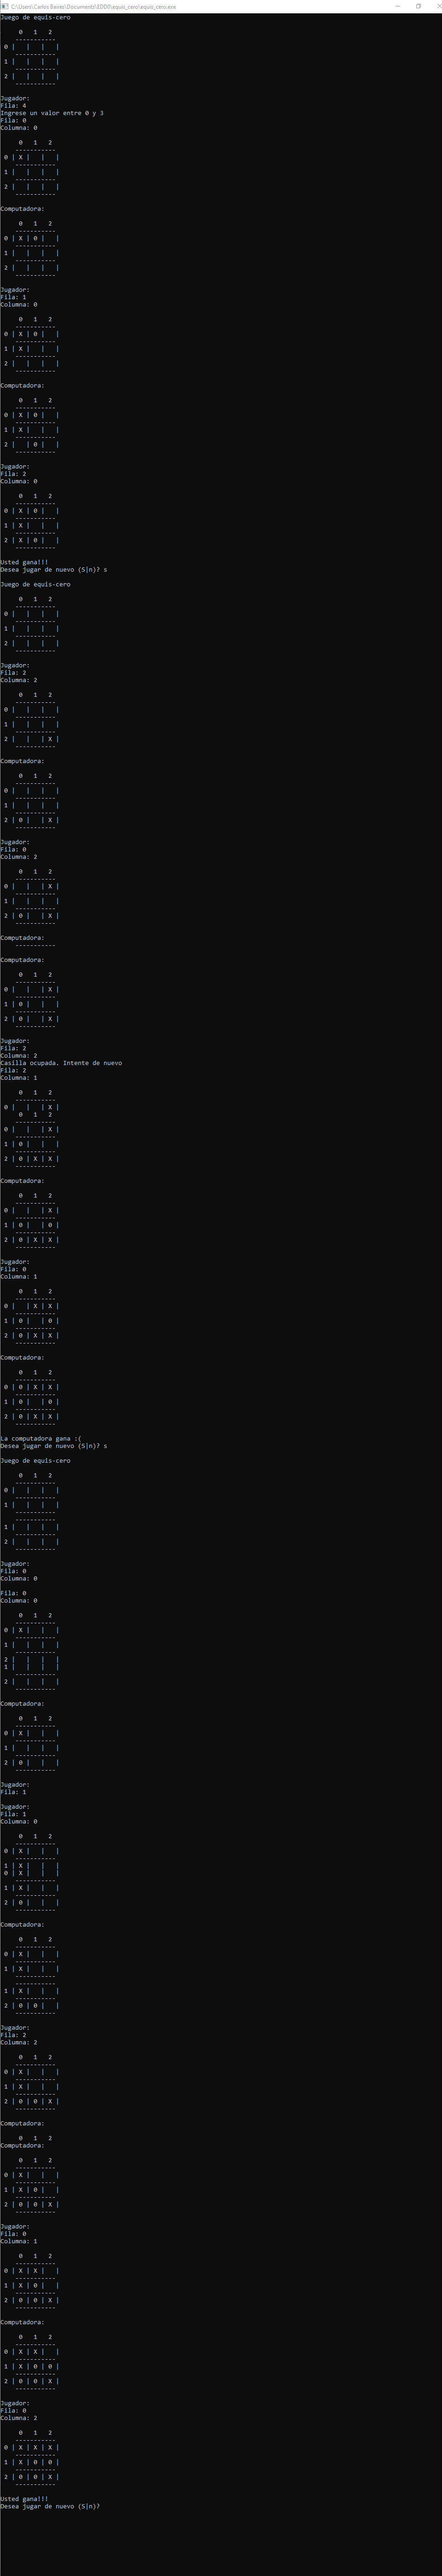 C:\Users\Carlos Baires\Documents\EDD0\equis_cero\equis_cero.exe
Juego de equis-cero

     0   1   2
    -----------
 0 |   |   |   |
    -----------
 1 |   |   |   |
    -----------
 2 |   |   |   |
    -----------

Jugador:
Fila: 4
Ingrese un valor entre 0 y 3
Fila: 0
Columna: 0

     0   1   2
    -----------
 0 | X |   |   |
    -----------
 1 |   |   |   |
    -----------
 2 |   |   |   |
    -----------

Computadora:

     0   1   2
    -----------
 0 | X | 0 |   |
    -----------
 1 |   |   |   |
    -----------
 2 |   |   |   |
    -----------

Jugador:
Fila: 1
Columna: 0

     0   1   2
    -----------
 0 | X | 0 |   |
    -----------
 1 | X |   |   |
    -----------
 2 |   |   |   |
    -----------

Computadora:

     0   1   2
    -----------
 0 | X | 0 |   |
    -----------
 1 | X |   |   |
    -----------
 2 |   | 0 |   |
    -----------

Jugador:
Fila: 2
Columna: 0

     0   1   2
    -----------
 0 | X | 0 |   |
    -----------
 1 | X |   |   |
    -----------
 2 | X | 0 |   |
    -----------

Usted gana!!!
Desea jugar de nuevo (S|n)? s

Juego de equis-cero

     0   1   2
    -----------
 0 |   |   |   |
    -----------
 1 |   |   |   |
    -----------
 2 |   |   |   |
    -----------

Jugador:
Fila: 2
Columna: 2

     0   1   2
    -----------
 0 |   |   |   |
    -----------
 1 |   |   |   |
    -----------
 2 |   |   | X |
    -----------

Computadora:

     0   1   2
    -----------
 0 |   |   |   |
    -----------
 1 |   |   |   |
    -----------
 2 | 0 |   | X |
    -----------

Jugador:
Fila: 0
Columna: 2

     0   1   2
    -----------
 0 |   |   | X |
    -----------
 1 |   |   |   |
    -----------
 2 | 0 |   | X |
    -----------

Computadora:
    -----------

Computadora:

     0   1   2
    -----------
 0 |   |   | X |
    -----------
 1 | 0 |   |   |
    -----------
 2 | 0 |   | X |
    -----------

Jugador:
Fila: 2
Columna: 2
Casilla ocupada. Intente de nuevo
Fila: 2
Columna: 1

     0   1   2
    -----------
 0 |   |   | X |
     0   1   2
    -----------
 0 |   |   | X |
    -----------
 1 | 0 |   |   |
    -----------
 2 | 0 | X | X |
    -----------

Computadora:

     0   1   2
    -----------
 0 |   |   | X |
    -----------
 1 | 0 |   | 0 |
    -----------
 2 | 0 | X | X |
    -----------

Jugador:
Fila: 0
Columna: 1

     0   1   2
    -----------
 0 |   | X | X |
    -----------
 1 | 0 |   | 0 |
    -----------
 2 | 0 | X | X |
    -----------

Computadora:

     0   1   2
    -----------
 0 | 0 | X | X |
    -----------
 1 | 0 |   | 0 |
    -----------
 2 | 0 | X | X |
    -----------

La computadora gana :(
Desea jugar de nuevo (S|n)? s

Juego de equis-cero

     0   1   2
    -----------
 0 |   |   |   |
    -----------
 1 |   |   |   |
    -----------
    -----------
 1 |   |   |   |
    -----------
 2 |   |   |   |
    -----------

Jugador:
Fila: 0
Columna: 0

Fila: 0
Columna: 0

     0   1   2
    -----------
 0 | X |   |   |
    -----------
 1 |   |   |   |
    -----------
 2 |   |   |   |
 1 |   |   |   |
    -----------
 2 |   |   |   |
    -----------

Computadora:

     0   1   2
    -----------
 0 | X |   |   |
    -----------
 1 |   |   |   |
    -----------
 2 | 0 |   |   |
    -----------

Jugador:
Fila: 1

Jugador:
Fila: 1
Columna: 0

     0   1   2
    -----------
 0 | X |   |   |
    -----------
 1 | X |   |   |
 0 | X |   |   |
    -----------
 1 | X |   |   |
    -----------
 2 | 0 |   |   |
    -----------

Computadora:

     0   1   2
    -----------
 0 | X |   |   |
    -----------
 1 | X |   |   |
    -----------
    -----------
 1 | X |   |   |
    -----------
 2 | 0 | 0 |   |
    -----------

Jugador:
Fila: 2
Columna: 2

     0   1   2
    -----------
 0 | X |   |   |
    -----------
 1 | X |   |   |
    -----------
 2 | 0 | 0 | X |
    -----------

Computadora:

     0   1   2
Computadora:

     0   1   2
    -----------
 0 | X |   |   |
    -----------
 1 | X | 0 |   |
    -----------
 2 | 0 | 0 | X |
    -----------

Jugador:
Fila: 0
Columna: 1

     0   1   2
    -----------
 0 | X | X |   |
    -----------
 1 | X | 0 |   |
    -----------
 2 | 0 | 0 | X |
    -----------

Computadora:

     0   1   2
    -----------
 0 | X | X |   |
    -----------
 1 | X | 0 | 0 |
    -----------
 2 | 0 | 0 | X |
    -----------

Jugador:
Fila: 0
Columna: 2

     0   1   2
    -----------
 0 | X | X | X |
    -----------
 1 | X | 0 | 0 |
    -----------
 2 | 0 | 0 | X |
    -----------

Usted gana!!!
Desea jugar de nuevo (S|n)?